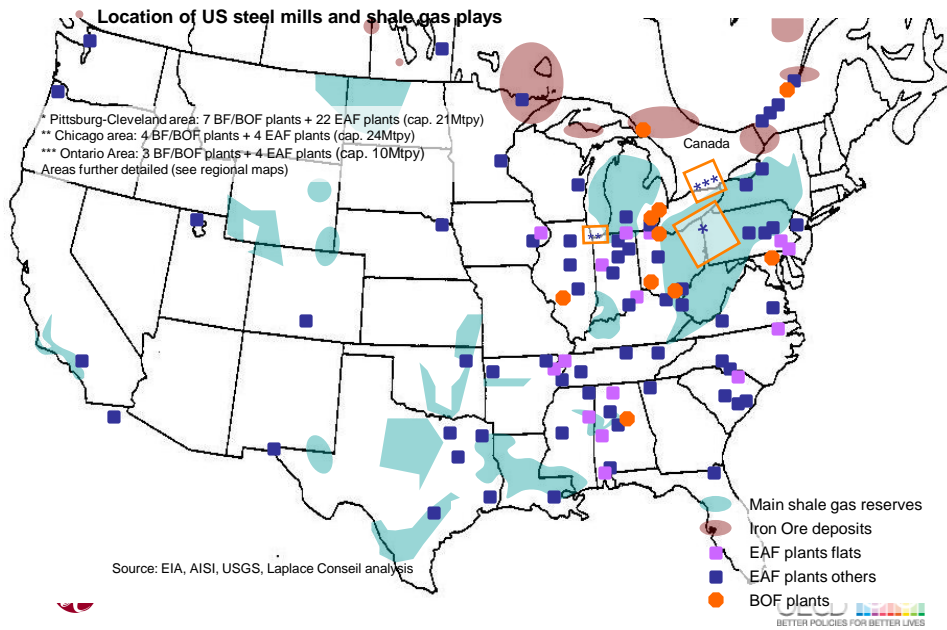 Location of US steel mills and shale gas plays
* Pittsburg-Cleveland area: 7 BF/BOF plants + 22 EAF plants (cap. 21Mtpy)
** Chicago area: 4 BF/BOF plants + 4 EAF plants (cap. 24Mtpy)
*** Ontario Area: 3 BF/BOF plants + 4 EAF plants (cap. 10Mtpy)
Areas further detailed (see regional maps)
Canada
***
*
**
Main shale gas reserves
Iron Ore deposits
EAF plants flats
EAF plants others
BOF plants
Source: EIA, AISI, USGS, Laplace Conseil analysis
OECD
BETTER POLICIES FOR BETTER LIVES